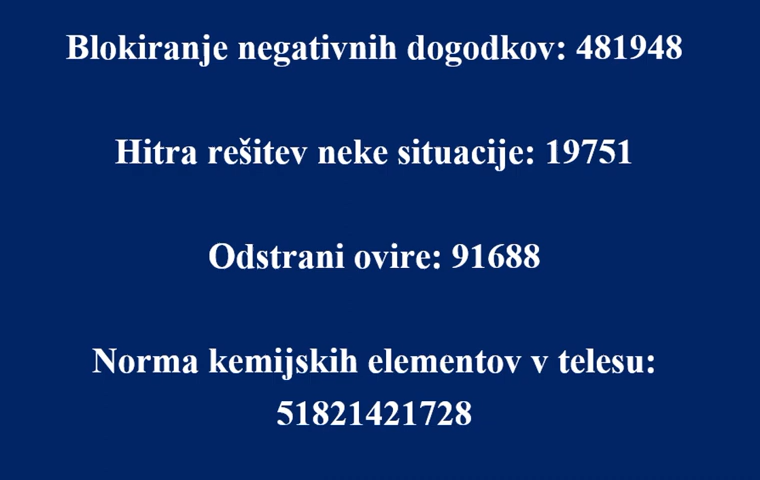 Blokiranje negativnih dogodkov: 481948
Hitra rešitev neke situacije: 19751
Odstrani ovire: 91688
Norma kemijskih elementov v telesu:
51821421728